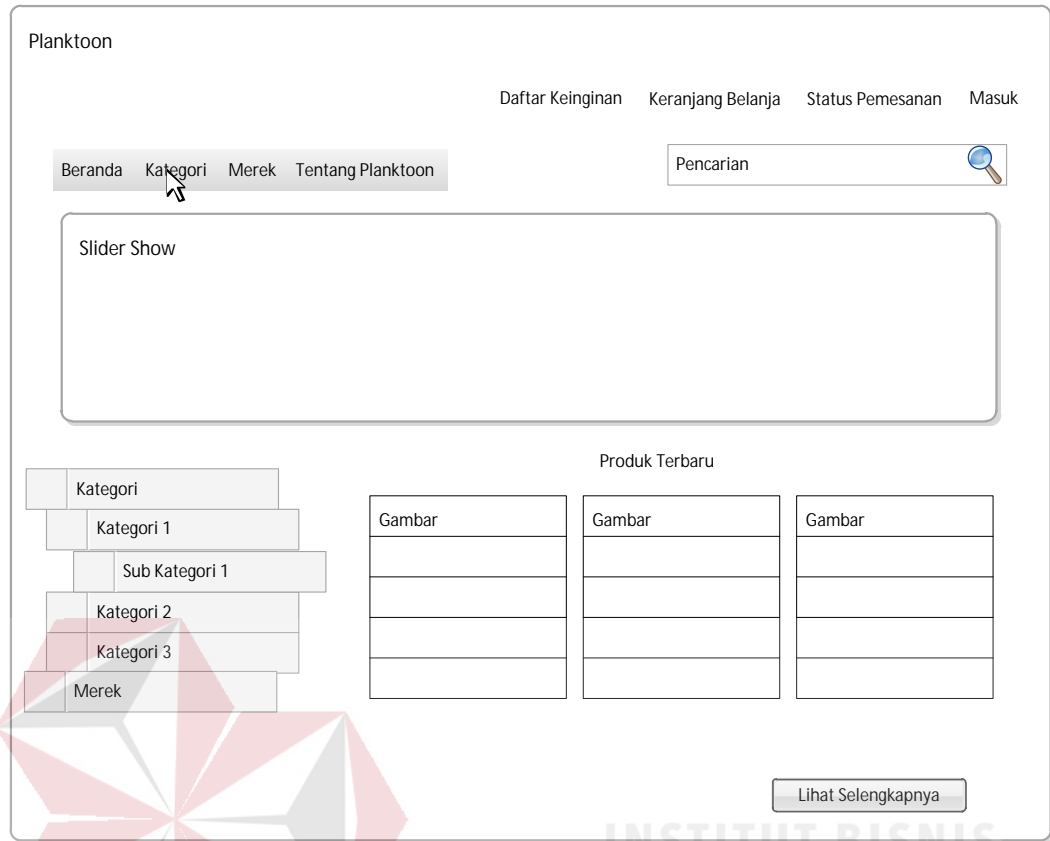 Planktoon
Daftar Keinginan Keranjang Belanja Status Pemesanan Masuk
Beranda Kategori Merek Tentang Planktoon
Pencarian
Slider Show
Produk Terbaru
Kategori
Kategori 1
Sub Kategori 1
Kategori 2
Kategori 3
Merek
Gambar Gambar Gambar
Lihat Selengkapnya
INSTITUT BISNIS